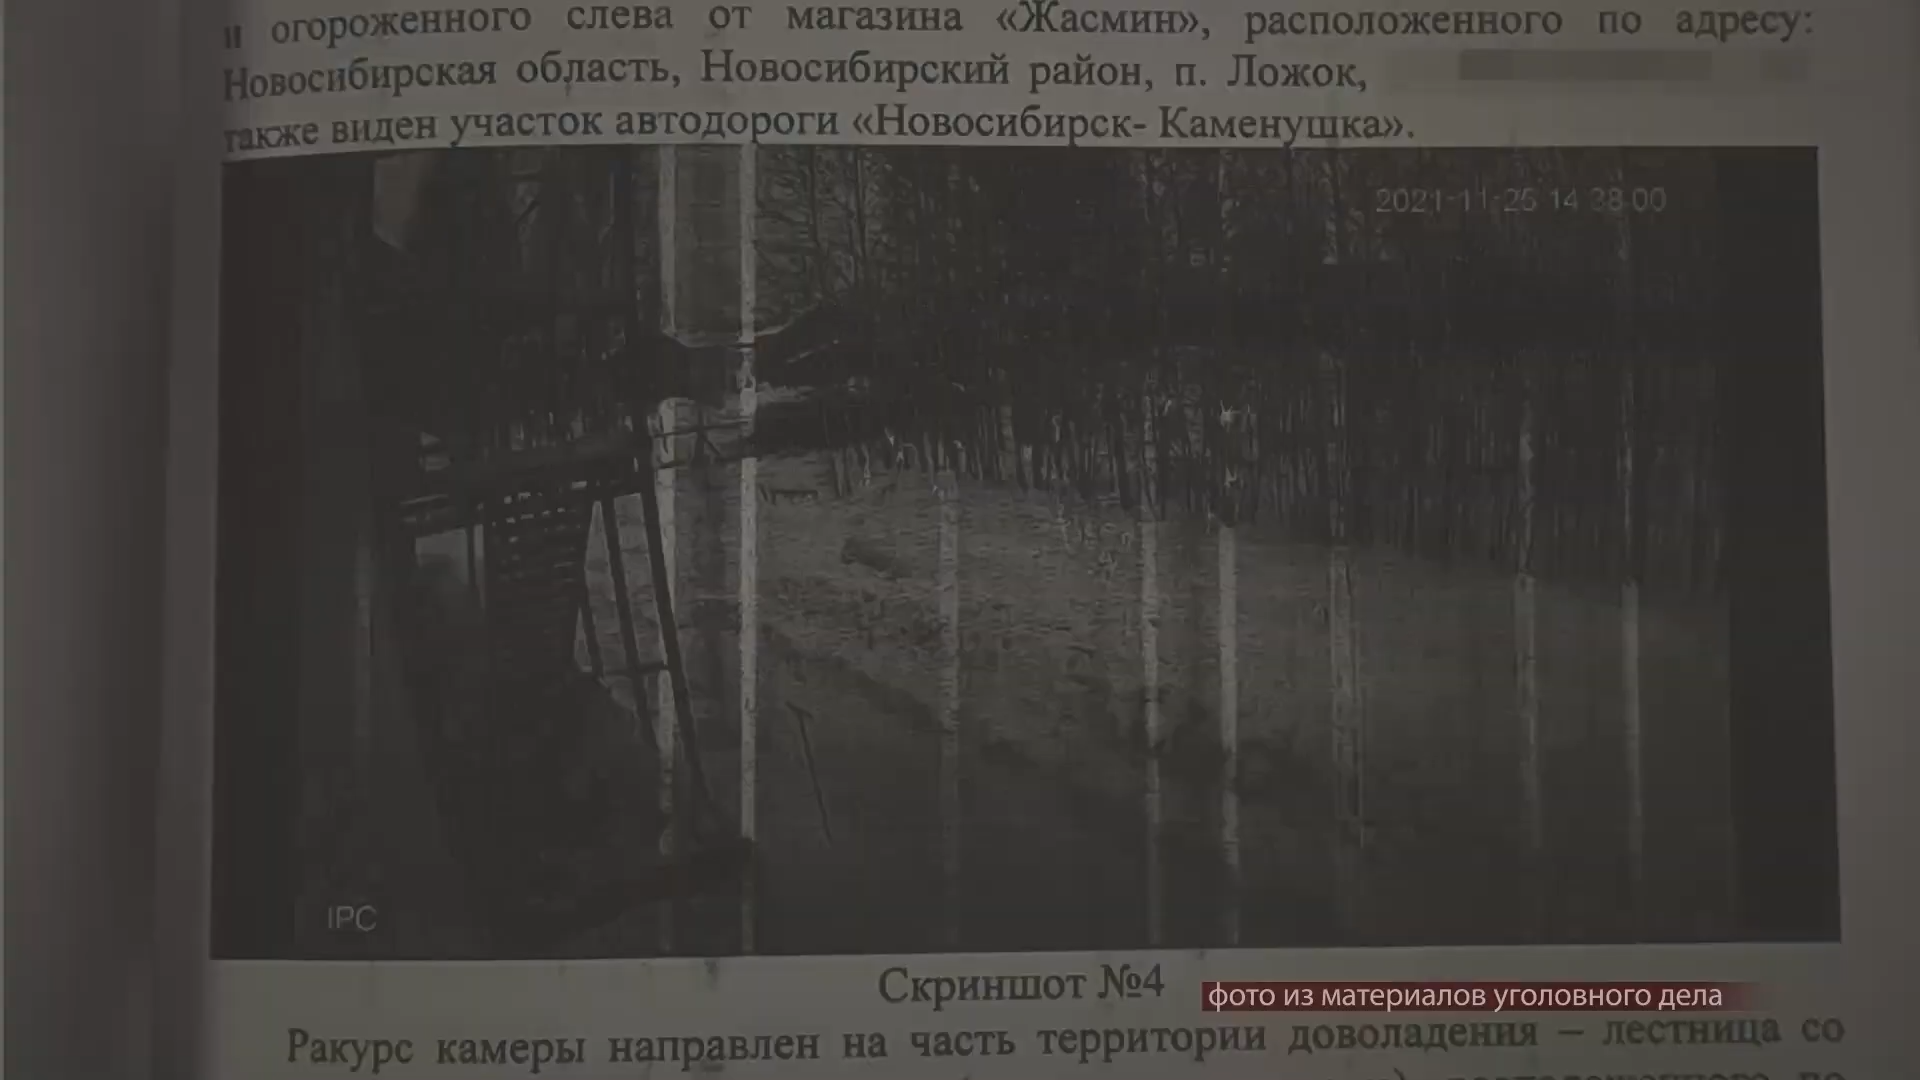 и огороженного слева от магазина «Жасмин», расположенного по адресу:
Новосибирская область, Новосибирский район, п. Ложок,
также виден участок автодороги «Новосибирск- Каменушка».
2021-11-25 14 38 00
IPC
Скриншот №4
фото из материалов уголовного дела
Ракурс камеры направлен на часть территории доволадения – лестница со